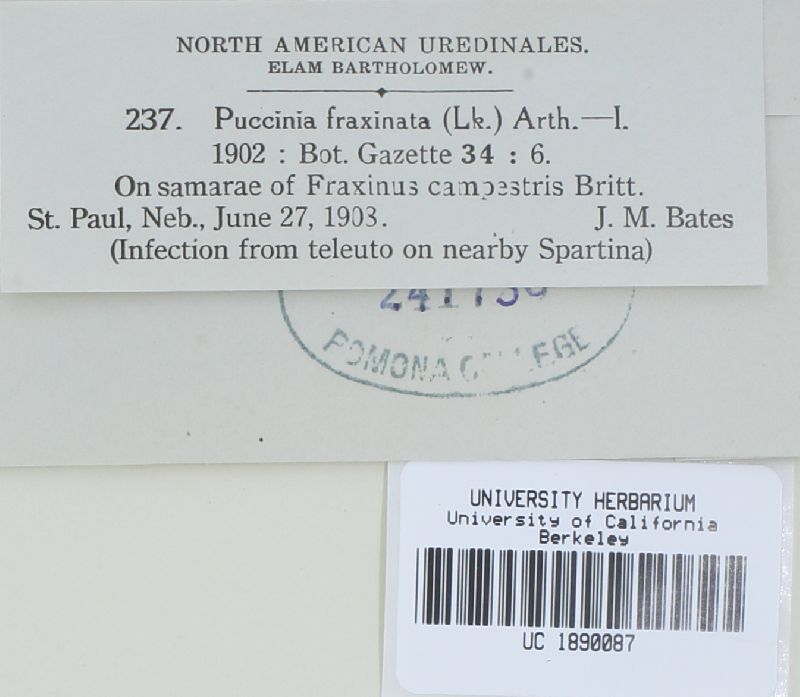 NORTH AMERICAN UREDINALES.
ELAM BARTHOLOMEW.
237. Puccinia fraxinata (Lk.) Arth.—I.
1902 : Bot. Gazette 34 : 6.
On samarae of Fraxinus campestris Britt.
St. Paul, Neb., June 27, 1903. J. M. Bates
(Infection from teleuto on nearby Spartina)
POMONA COLLEGE
UNIVERSITY HERBARIUM
University of California
Berkeley
UC 1890087